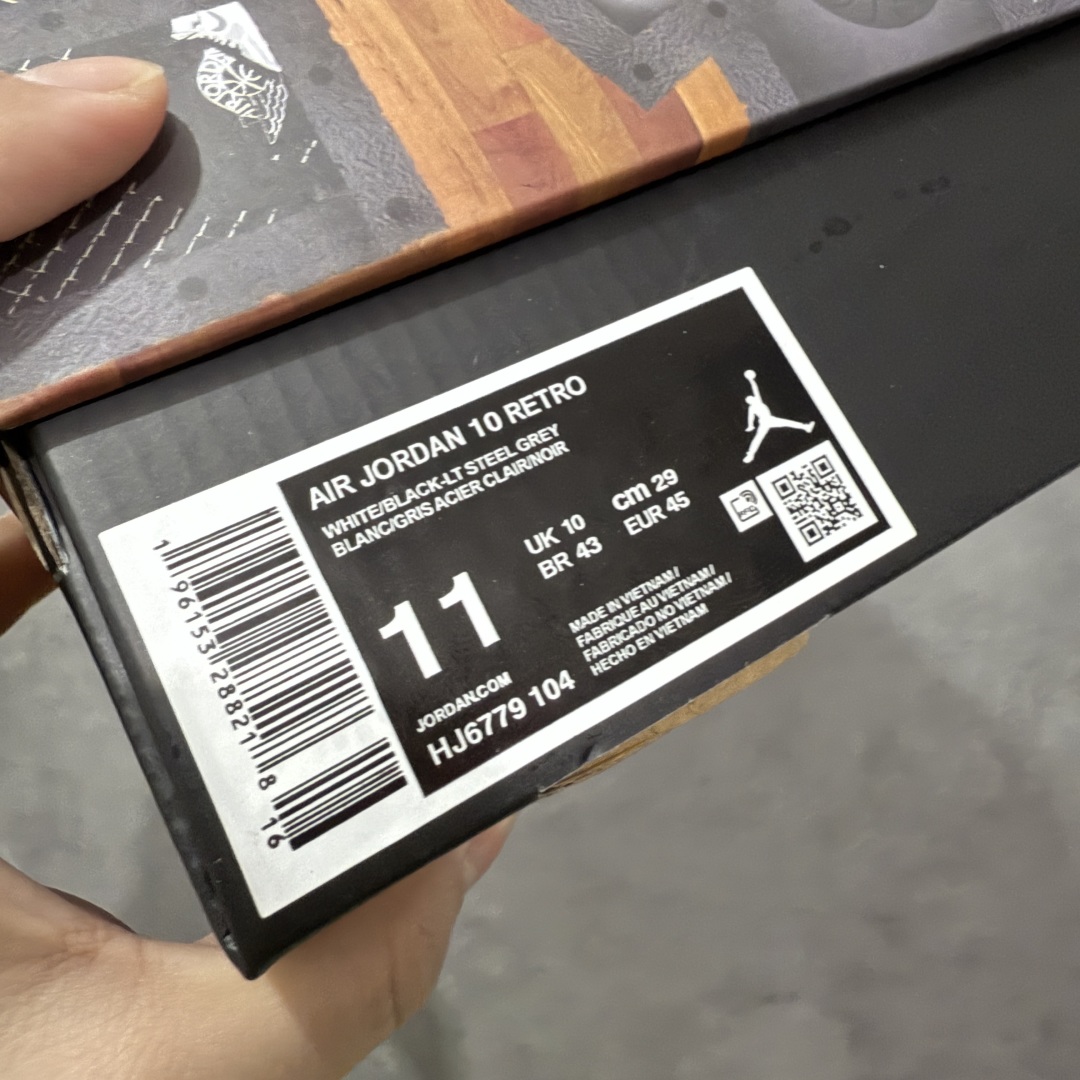 AIR JORDAN 10 RETRO
WHITE/BLACK-LT STEEL GREY
BLANC/GRIS ACIER CLAIR/NOIR
11
UK 10
BR 43
cm 29
EUR 45
MADE IN VIETNAM /
FABRIQUE AU VIETNAM /
FABRICADO NO VIETNAM /
HECHO EN VIETNAM
JORDAN.COM
HJ6779 104
1 96153 28821 8 16